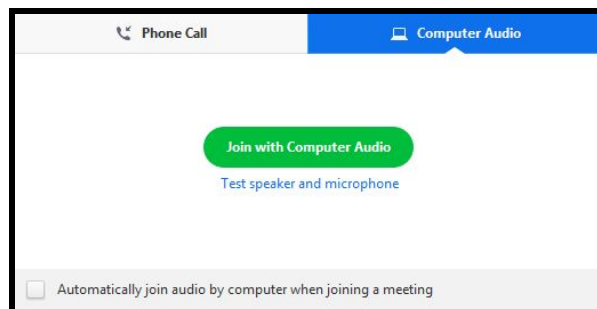 Phone Call
Computer Audio
Join with Computer Audio
Test speaker and microphone
Automatically join audio by computer when joining a meeting